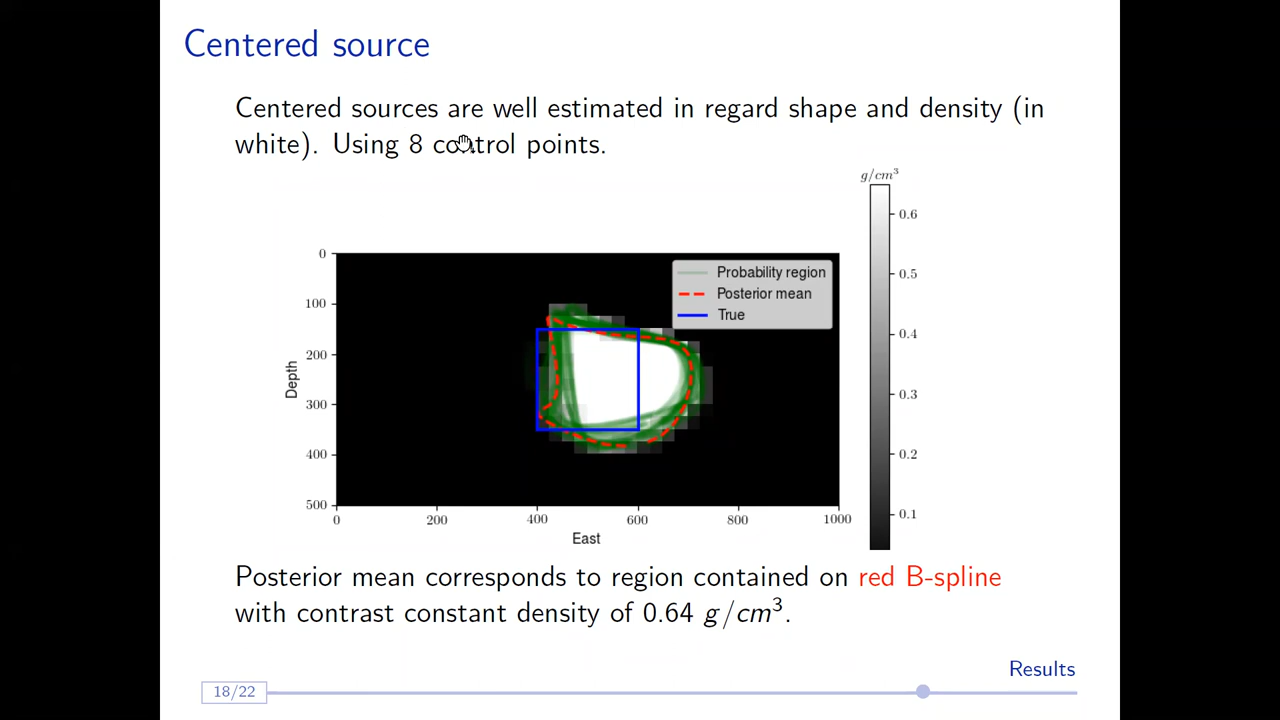 Centered source
Centered sources are well estimated in regard shape and density (in
white). Using 8 control points.
g/cm³
0.6
0.5
0.4
0.3
0.2
0.1
Probability region
Posterior mean
True
0
100
200
300
400
500
Depth
0 200 400 600 800 1000
East
Posterior mean corresponds to region contained on red B-spline
with contrast constant density of 0.64 g/cm³.
Results
18/22